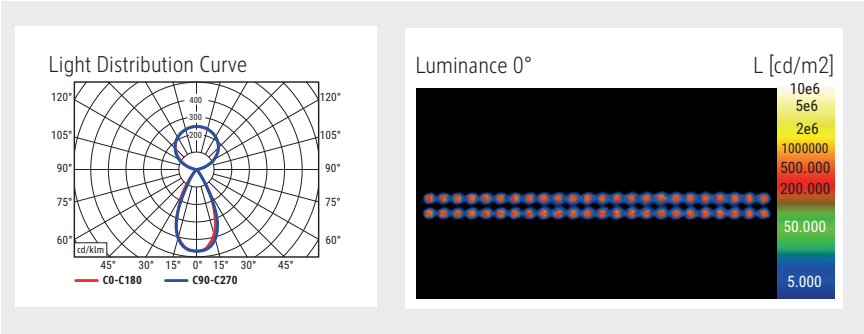 Light Distribution Curve
120° 400 120°
300
105° 200 105°
90° 90°
75° 75°
60° 60°
cd/klm
45° 30° 15° 0° 15° 30° 45°
C0-C180 C90-C270
Luminance 0° L [cd/m2]
10e6
5e6
2e6
1000000
500.000
200.000
50.000
5.000